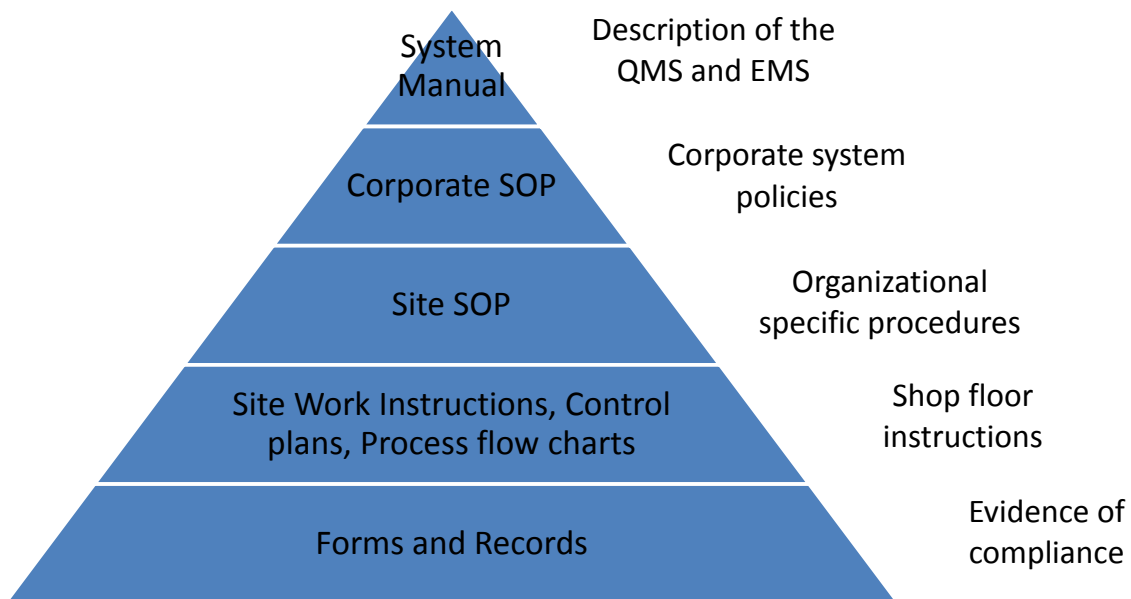 System
Manual
Description of the
QMS and EMS
Corporate SOP
Corporate system
policies
Site SOP
Organizational
specific procedures
Site Work Instructions, Control
plans, Process flow charts
Shop floor
instructions
Forms and Records
Evidence of
compliance